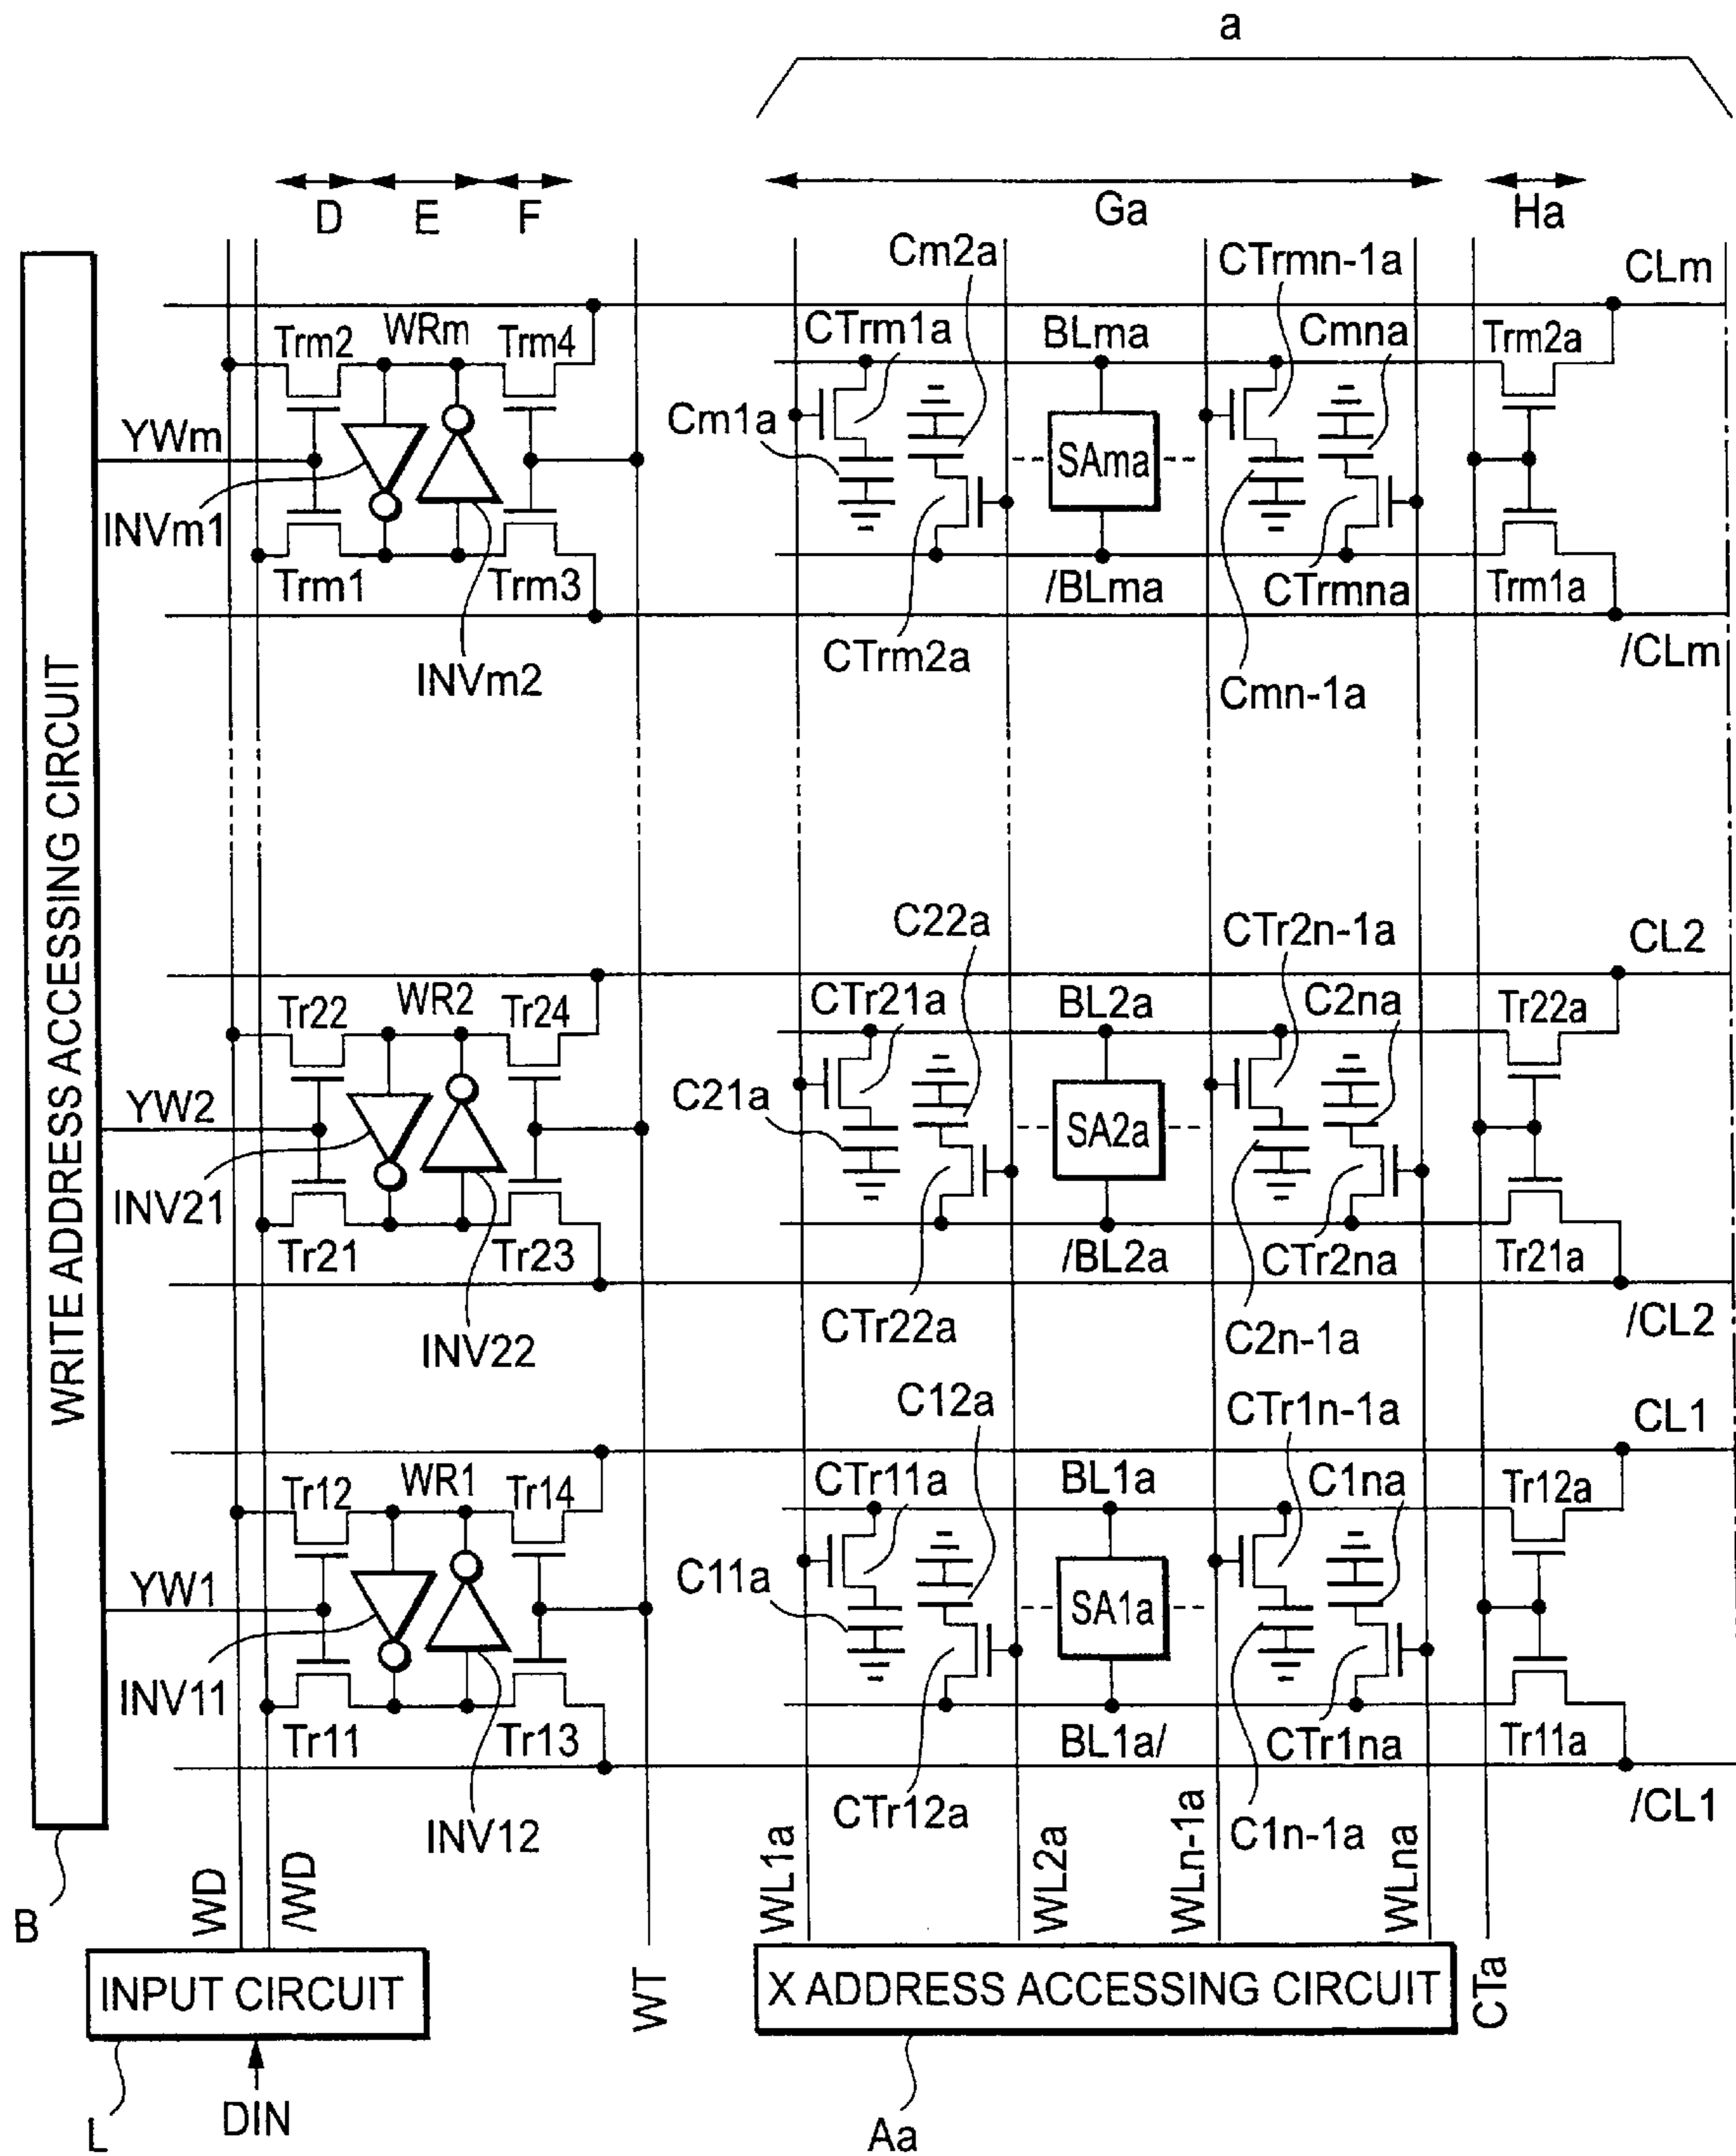 a
D E F Ga Ha
Cm2a CTrmn-1a CLm
Trm2 WRm Trm4 CTrm1a BLma Cmna Trm2a
YWm Cm1a SAma
INVm1
Trm1 Trm3 /BLma CTrmna Trm1a
INVm2 CTrm2a Cmn-1a /CLm
WRITE ADDRESS ACCESSING CIRCUIT
C22a CTr2n-1a CL2
Tr22 WR2 Tr24 CTr21a BL2a C2na Tr22a
YW2 C21a SA2a
INV21
Tr21 Tr23 /BL2a CTr2na Tr21a
INV22 CTr22a C2n-1a /CL2
C12a CTr1n-1a CL1
Tr12 WR1 Tr14 CTr11a BL1a C1na Tr12a
YW1 C11a SA1a
INV11
Tr11 Tr13 BL1a/ CTr1na Tr11a
INV12 CTr12a C1n-1a /CL1
B WD /WD WT WL1a WL2a WLn-1a WLna CTa
INPUT CIRCUIT X ADDRESS ACCESSING CIRCUIT
L DIN Aa